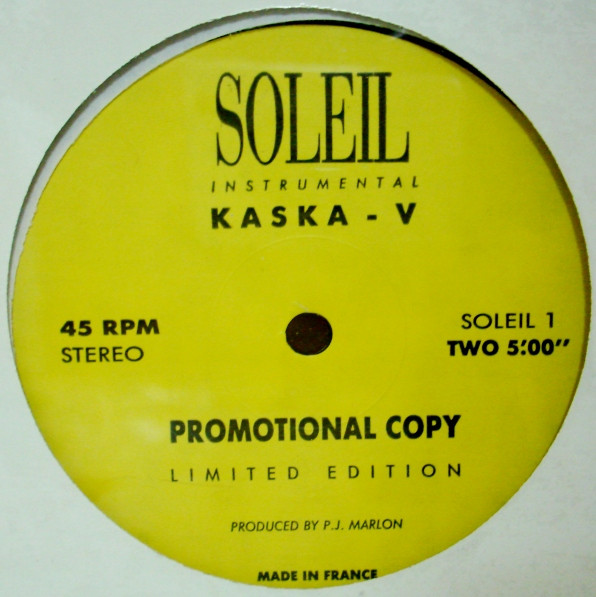 SOLEIL
INSTRUMENTAL
KASKA - V
45 RPM
STEREO
SOLEIL 1
TWO 5:'00''
PROMOTIONAL COPY
LIMITED EDITION
PRODUCED BY P.J. MARLON
MADE IN FRANCE